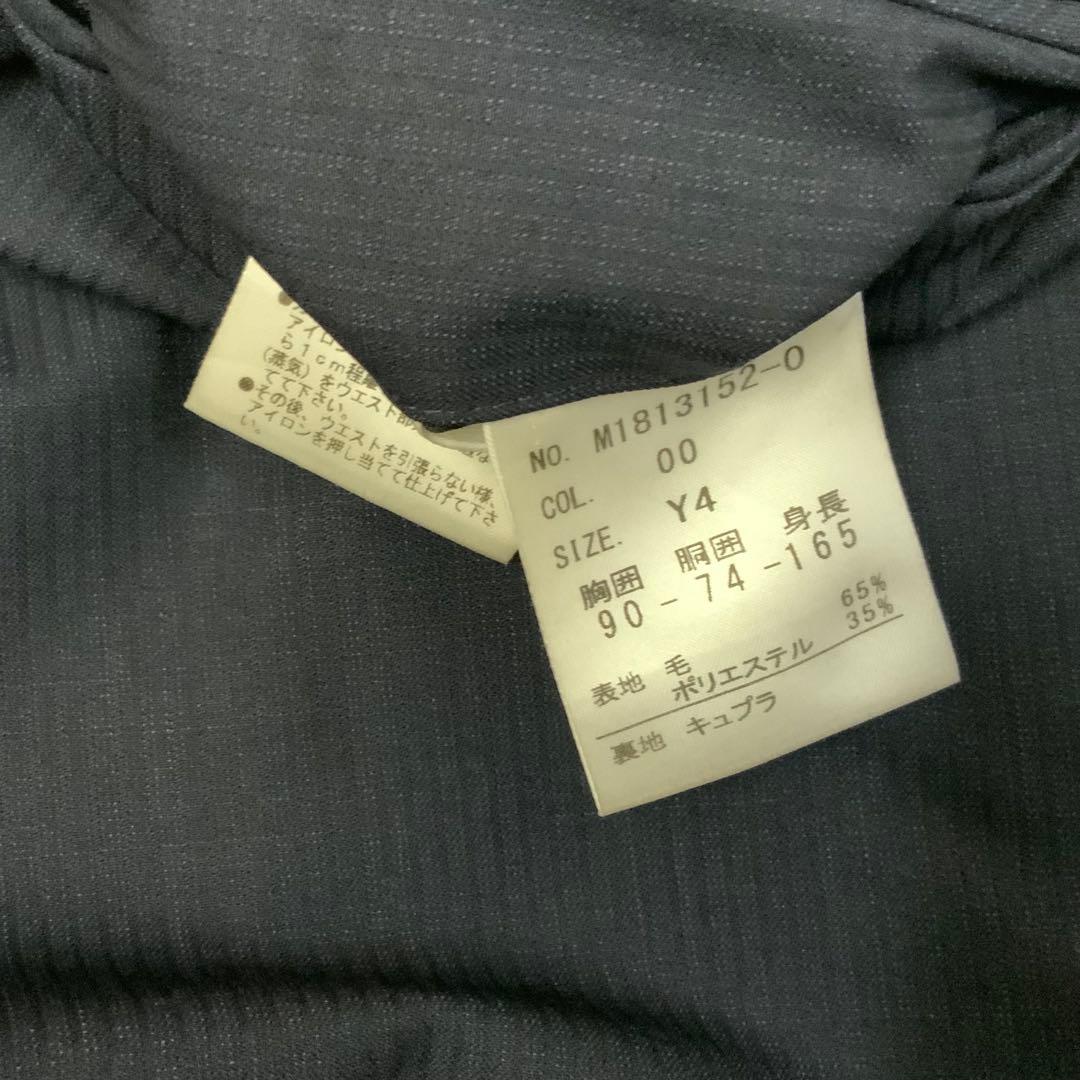 アイロン
ら1cm程
(蒸気)をウエスト部
てて下さい。
●その後、ウエストを引張らない様、
アイロンを押し当てて仕上げて下さ
い。
NO. M1813152-0
COL. 00
SIZE. Y4
胸囲 胴囲 身長
90-74-165
表地 毛 65%
ポリエステル 35%
裏地 キュプラ